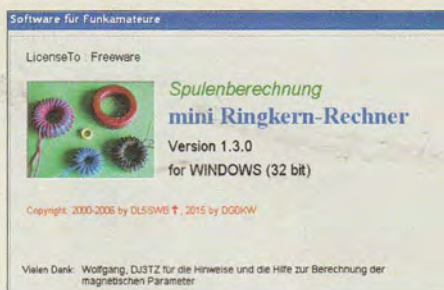 Software für Funkamateure
LicenseTo : Freeware
Spulenberechnung
mini Ringkern-Rechner
Version 1.3.0
for WINDOWS (32 bit)
Copyright: 2000-2006 by DL5SWB ✝, 2015 by DG0KW
Vielen Dank: Wolfgang, DJ3TZ für die Hinweise und die Hilfe zur Berechnung der
magnetischen Parameter